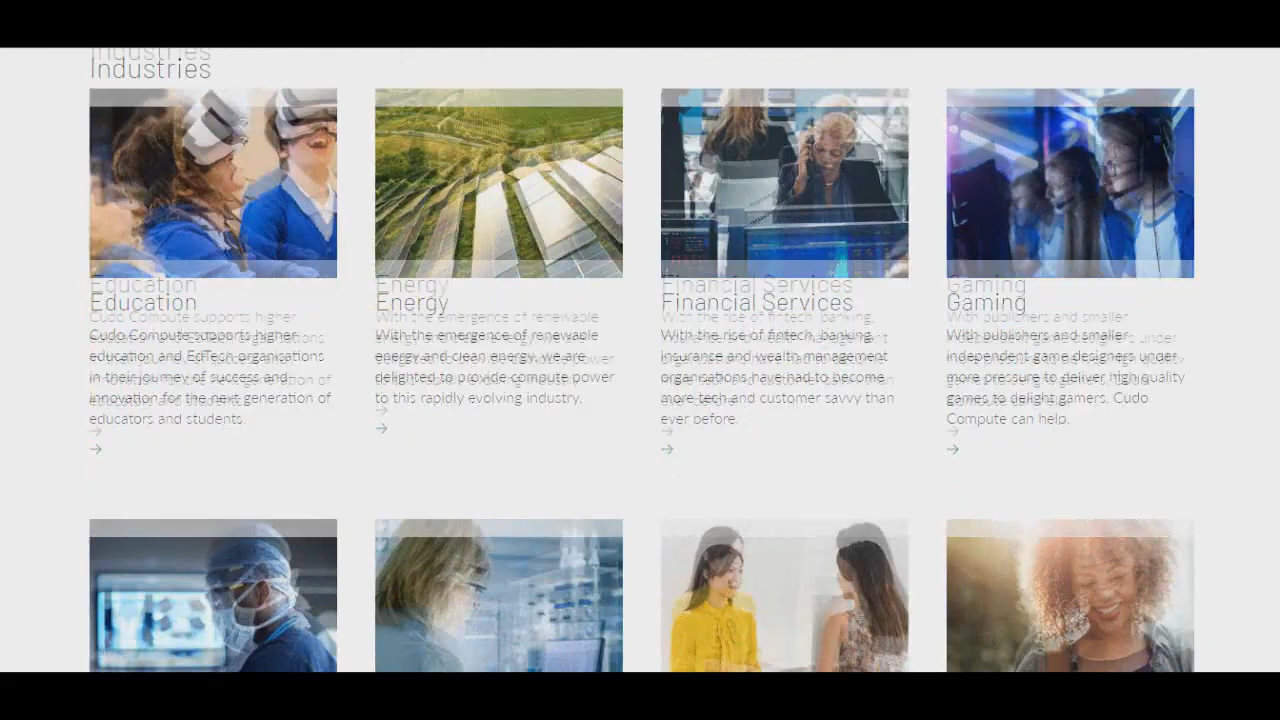 Industries
Education
Cudo Compute supports higher
education and EdTech organisations
in their journey of success and
innovation for the next generation of
educators and students.
→
Energy
With the emergence of renewable
energy and clean energy, we are
delighted to provide compute power
to this rapidly evolving industry.
→
Financial Services
With the rise of fintech, banking,
insurance and wealth management
organisations have had to become
more tech and customer savvy than
ever before.
→
Gaming
With publishers and smaller
independent game designers under
more pressure to deliver high quality
games to delight gamers. Cudo
Compute can help.
→